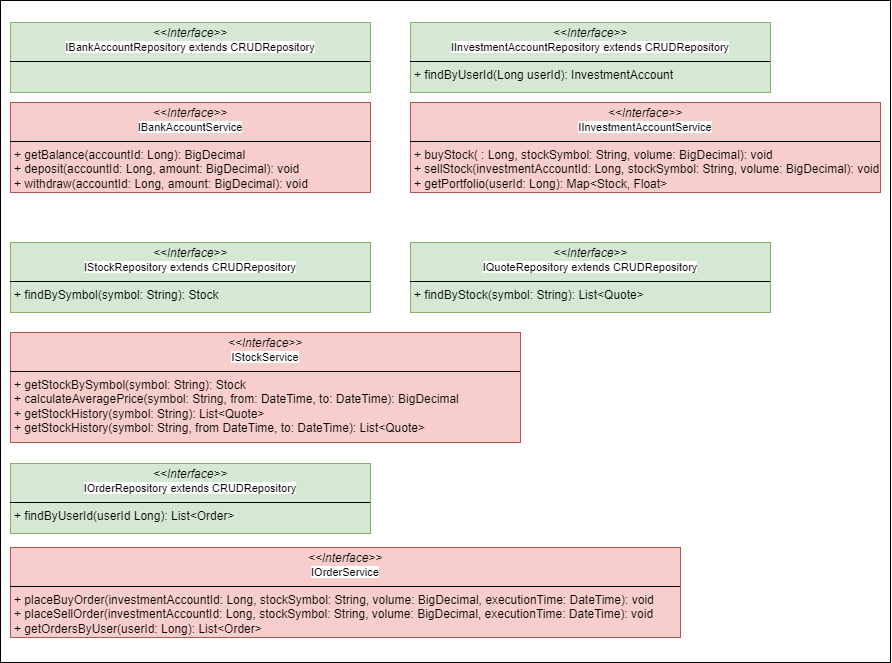 <<Interface>>
IBankAccountRepository extends CRUDRepository
<<Interface>>
IInvestmentAccountRepository extends CRUDRepository
+ findByUserId(Long userId): InvestmentAccount
<<Interface>>
IBankAccountService
+ getBalance(accountId: Long): BigDecimal
+ deposit(accountId: Long, amount: BigDecimal): void
+ withdraw(accountId: Long, amount: BigDecimal): void
<<Interface>>
IInvestmentAccountService
+ buyStock( : Long, stockSymbol: String, volume: BigDecimal): void
+ sellStock(investmentAccountId: Long, stockSymbol: String, volume: BigDecimal): void
+ getPortfolio(userId: Long): Map<Stock, Float>
<<Interface>>
IStockRepository extends CRUDRepository
+ findBySymbol(symbol: String): Stock
<<Interface>>
IQuoteRepository extends CRUDRepository
+ findByStock(symbol: String): List<Quote>
<<Interface>>
IStockService
+ getStockBySymbol(symbol: String): Stock
+ calculateAveragePrice(symbol: String, from: DateTime, to: DateTime): BigDecimal
+ getStockHistory(symbol: String): List<Quote>
+ getStockHistory(symbol: String, from DateTime, to: DateTime): List<Quote>
<<Interface>>
IOrderRepository extends CRUDRepository
+ findByUserId(userId Long): List<Order>
<<Interface>>
IOrderService
+ placeBuyOrder(investmentAccountId: Long, stockSymbol: String, volume: BigDecimal, executionTime: DateTime): void
+ placeSellOrder(investmentAccountId: Long, stockSymbol: String, volume: BigDecimal, executionTime: DateTime): void
+ getOrdersByUser(userId: Long): List<Order>